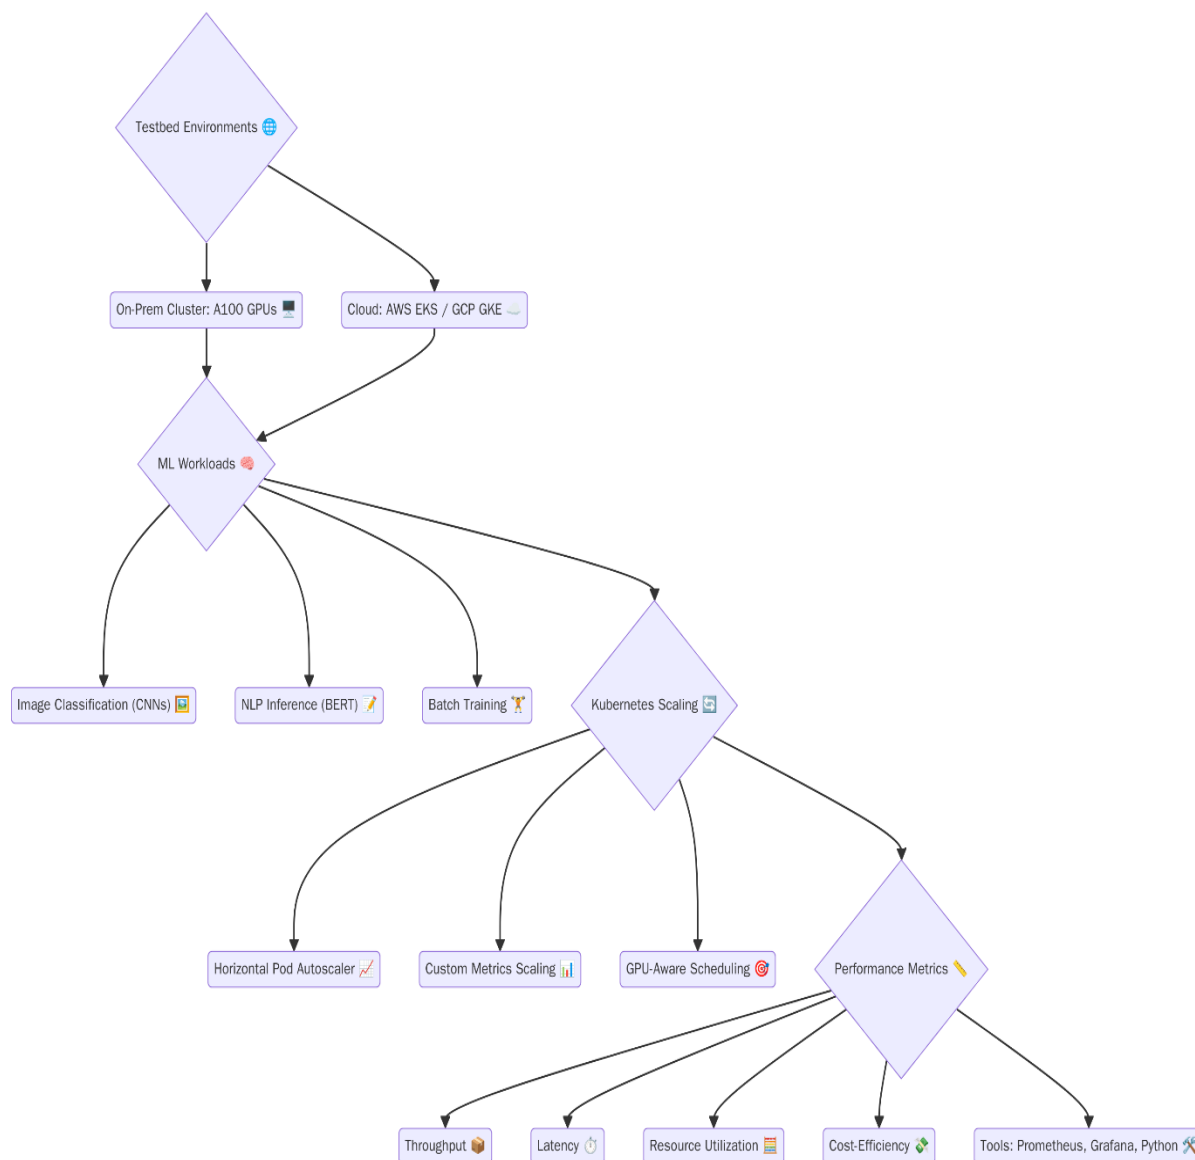 Testbed Environments 🌐
On-Prem Cluster: A100 GPUs 🖥️
Cloud: AWS EKS / GCP GKE ☁️
ML Workloads 🧠
Image Classification (CNNs) 🖼️
NLP Inference (BERT) 📝
Batch Training 🏋️
Kubernetes Scaling 🔄
Horizontal Pod Autoscaler 📈
Custom Metrics Scaling 📊
GPU-Aware Scheduling 🎯
Performance Metrics 📏
Throughput 📦
Latency ⏱️
Resource Utilization 🧮
Cost-Efficiency 💸
Tools: Prometheus, Grafana, Python 🛠️